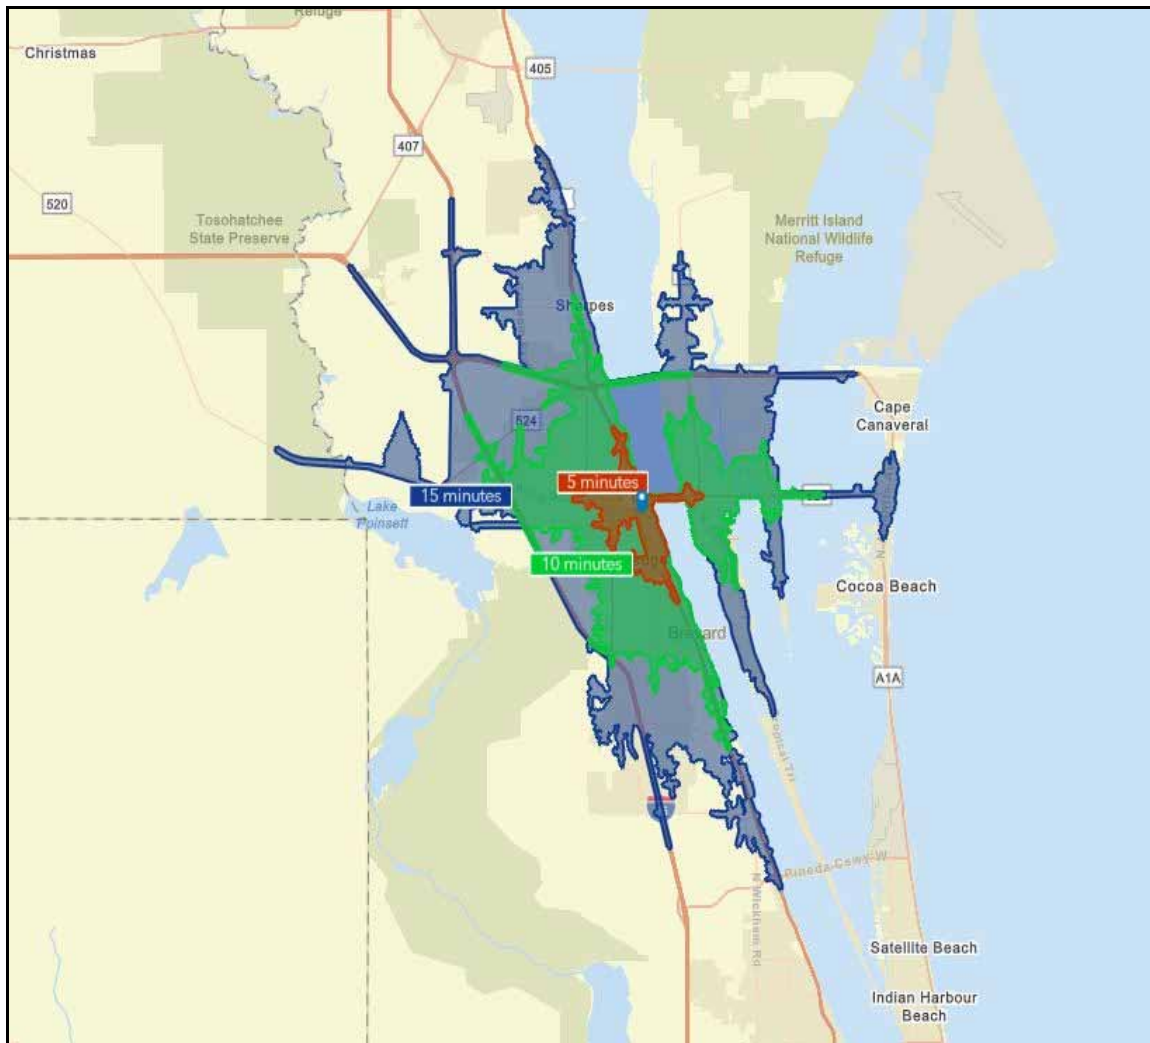 Refuge
Christmas
405
407
520
Tosohatchee
State Preserve
Merritt Island
National Wildlife
Refuge
Sharpes
524
Cape
Canaveral
5 minutes
15 minutes
Lake
Poinsett
10 minutes
Cocoa Beach
Brevard
A1A
Tropical Trl
Pineda Cswy W
N Wickham Rd
Satellite Beach
Indian Harbour
Beach